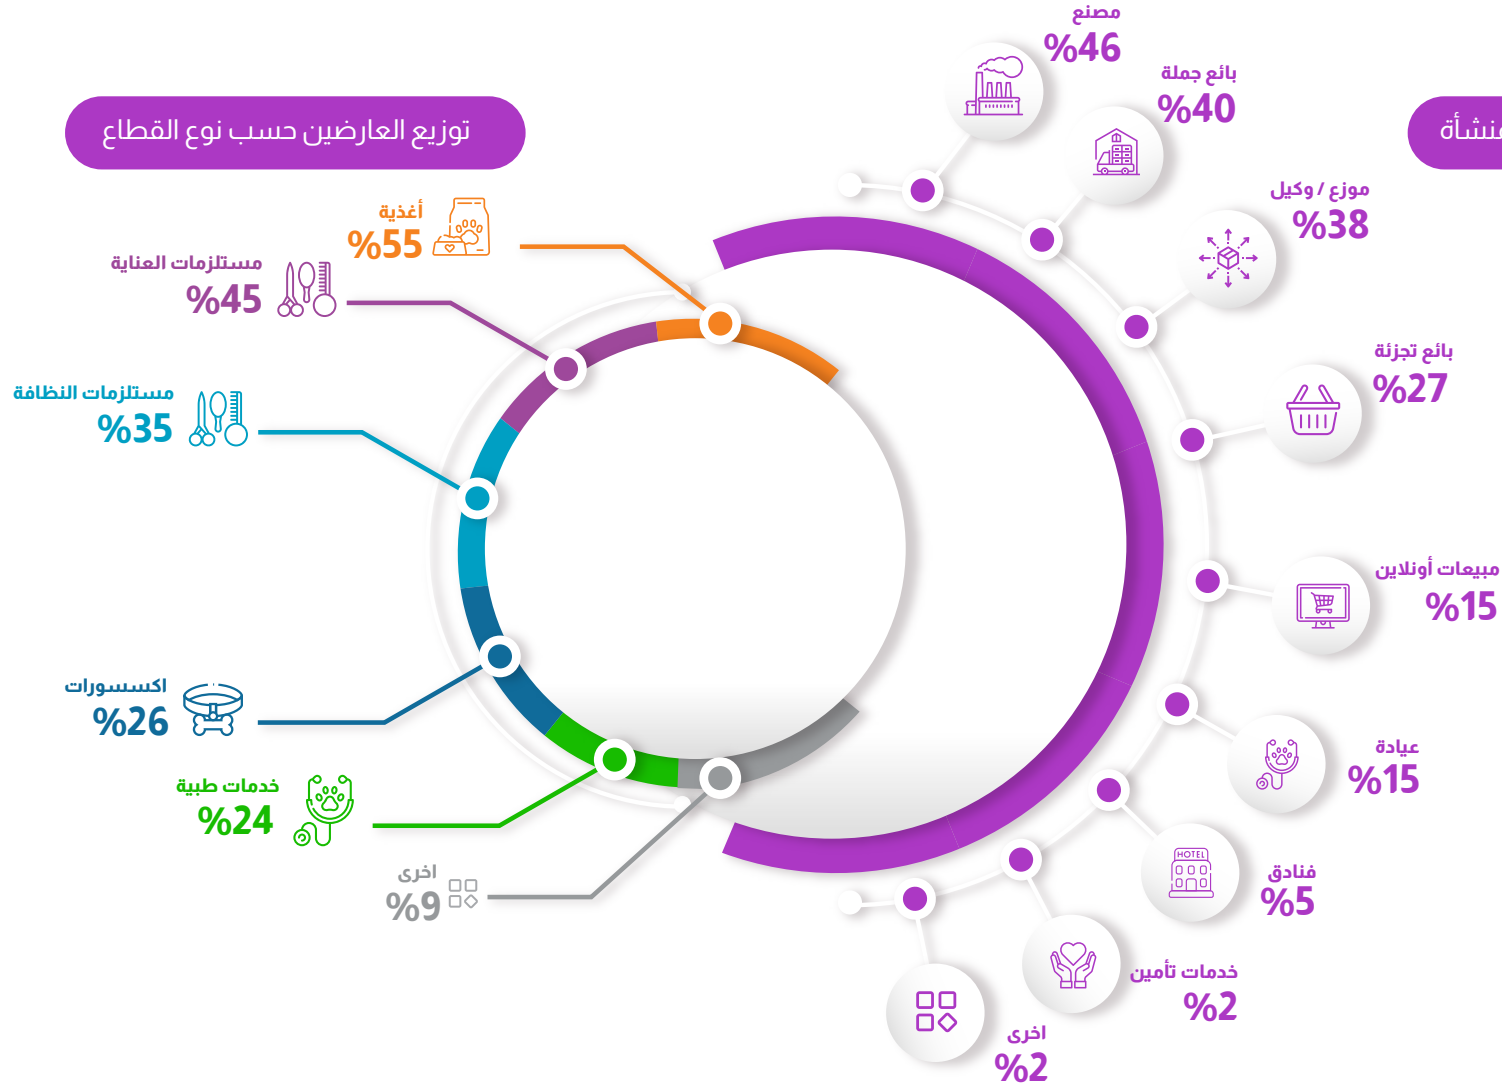 منشأة
مصنع
%46
بائع جملة
%40
موزع / وكيل
%38
بائع تجزئة
%27
مبيعات أونلاين
%15
عيادة
%15
HOTEL
فنادق
%5
خدمات تأمين
%2
اخرى
%2
توزيع العارضين حسب نوع القطاع
أغذية
%55
مستلزمات العناية
%45
مستلزمات النظافة
%35
اكسسورات
%26
خدمات طبية
%24
اخرى
%9